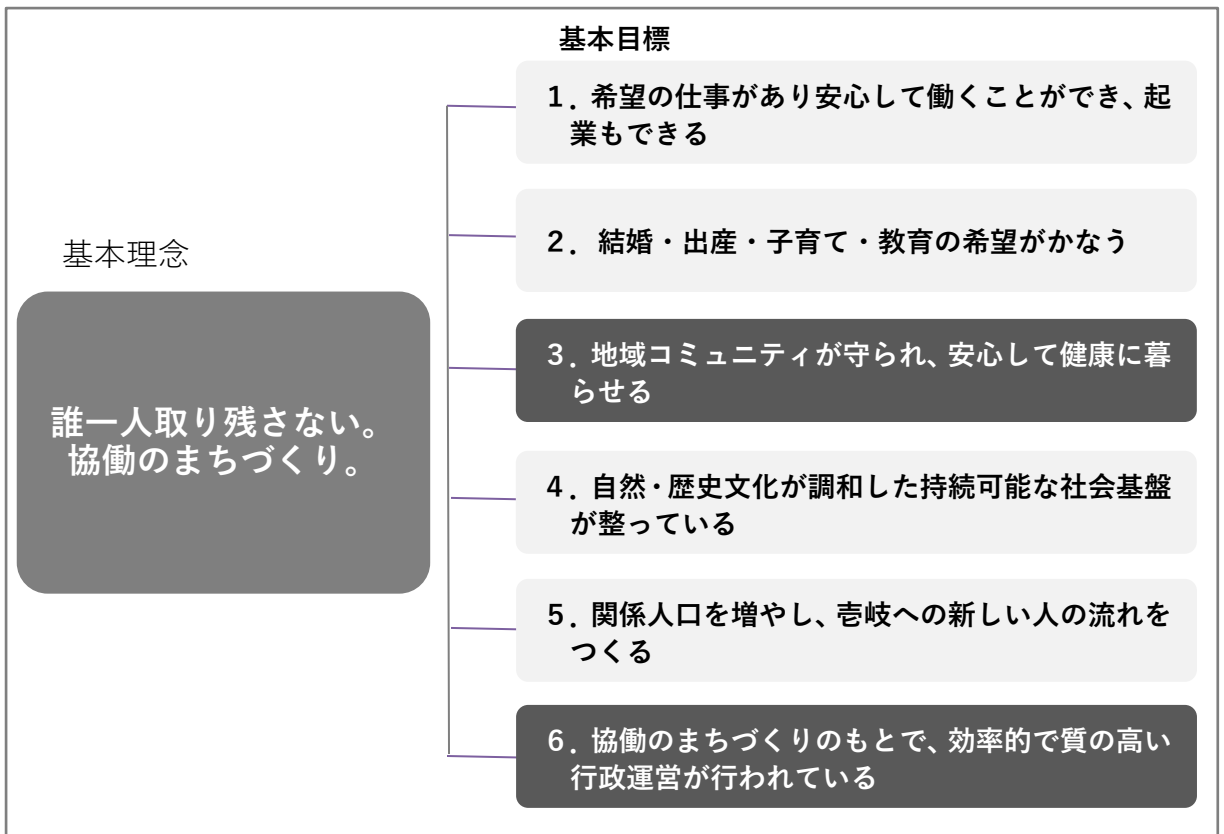 基本目標
1. 希望の仕事があり安心して働くことができ、起
業もできる
基本理念
2. 結婚・出産・子育て・教育の希望がかなう
3. 地域コミュニティが守られ、安心して健康に暮
らせる
誰一人取り残さない。
協働のまちづくり。
4. 自然・歴史文化が調和した持続可能な社会基盤
が整っている
5. 関係人口を増やし、壱岐への新しい人の流れを
つくる
6. 協働のまちづくりのもとで、効率的で質の高い
行政運営が行われている